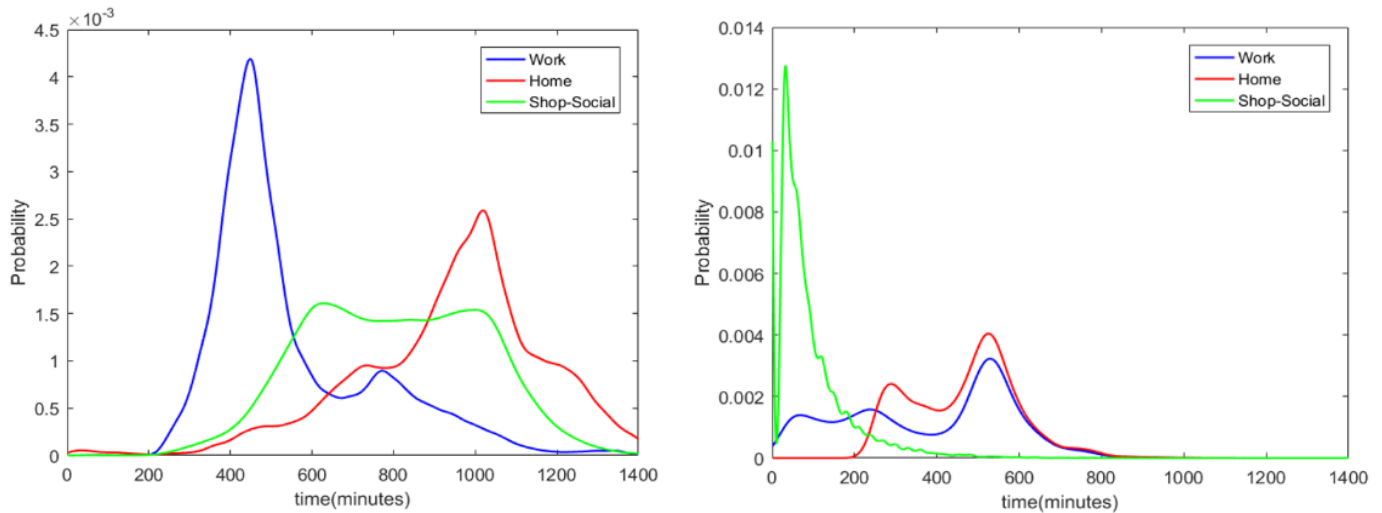 ×10⁻³
4.5
4
3.5
3
2.5
2
1.5
1
0.5
0
Probability
0 200 400 600 800 1000 1200 1400
time(minutes)
Work
Home
Shop-Social
0.014
0.012
0.01
0.008
0.006
0.004
0.002
0
Probability
0 200 400 600 800 1000 1200 1400
time(minutes)
Work
Home
Shop-Social